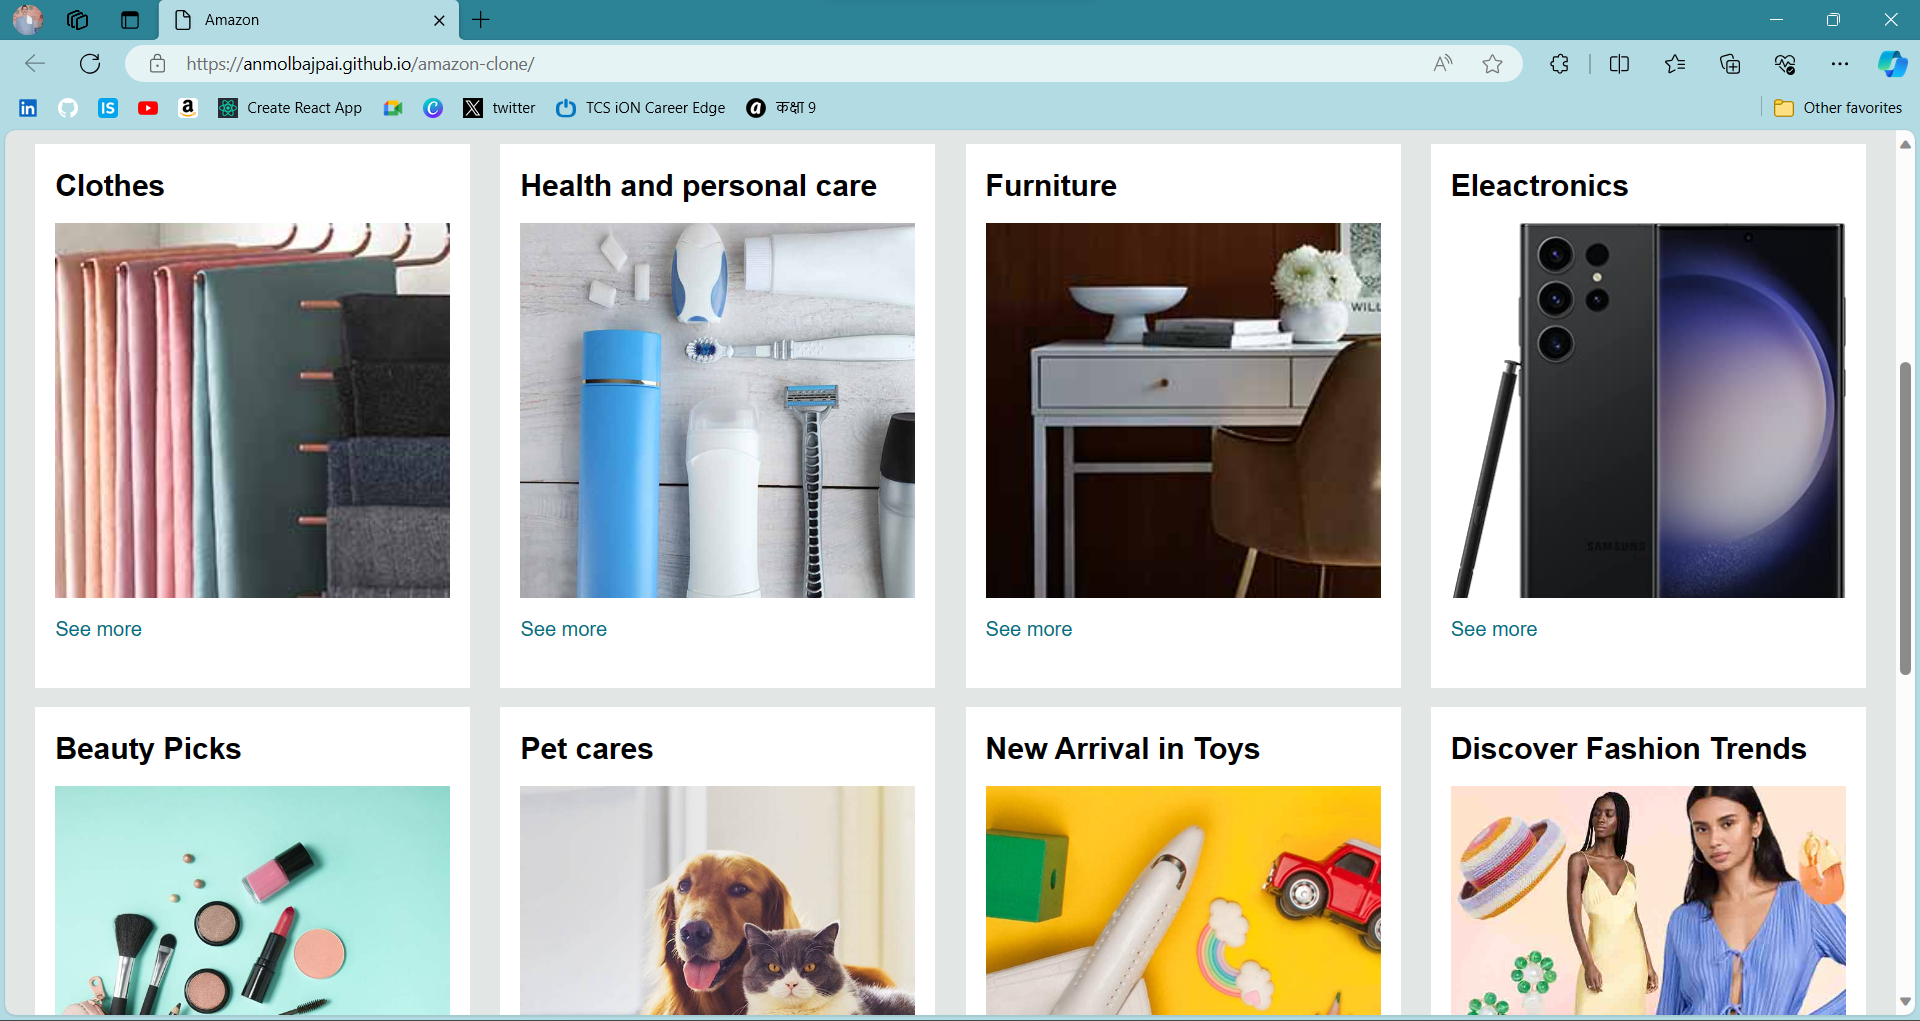 Amazon
https://anmolbajpai.github.io/amazon-clone/
Create React App
twitter
TCS iON Career Edge
कक्षा 9
Other favorites
Clothes
Health and personal care
Furniture
Eleactronics
WILL
SAMSUNG
See more
See more
See more
See more
Beauty Picks
Pet cares
New Arrival in Toys
Discover Fashion Trends